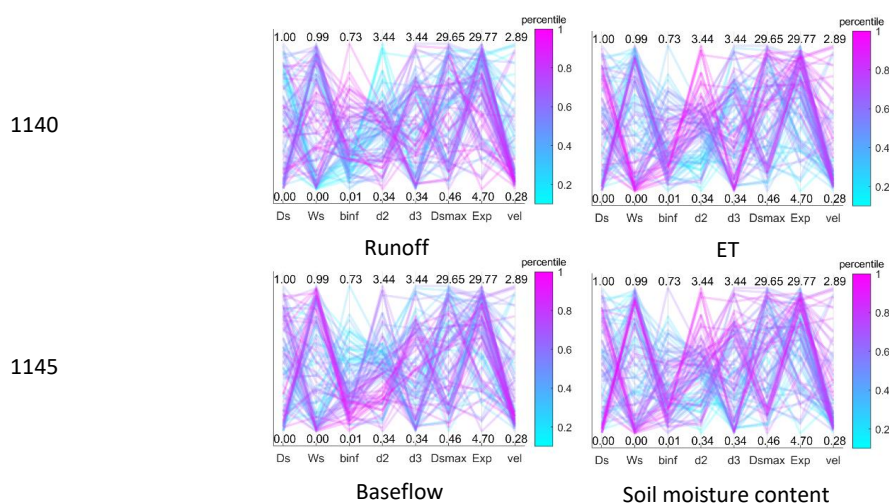 1140
percentile
1.00 0.99 0.73 3.44 3.44 29.65 29.77 2.89
1
0.8
0.6
0.4
0.2
0.00 0.00 0.01 0.34 0.34 0.46 4.70 0.28
Ds Ws binf d2 d3 Dsmax Exp vel
Runoff
percentile
1.00 0.99 0.73 3.44 3.44 29.65 29.77 2.89
1
0.8
0.6
0.4
0.2
0.00 0.00 0.01 0.34 0.34 0.46 4.70 0.28
Ds Ws binf d2 d3 Dsmax Exp vel
ET
1145
percentile
1.00 0.99 0.73 3.44 3.44 29.65 29.77 2.89
1
0.8
0.6
0.4
0.2
0.00 0.00 0.01 0.34 0.34 0.46 4.70 0.28
Ds Ws binf d2 d3 Dsmax Exp vel
Baseflow
percentile
1.00 0.99 0.73 3.44 3.44 29.65 29.77 2.89
1
0.8
0.6
0.4
0.2
0.00 0.00 0.01 0.34 0.34 0.46 4.70 0.28
Ds Ws binf d2 d3 Dsmax Exp vel
Soil moisture content